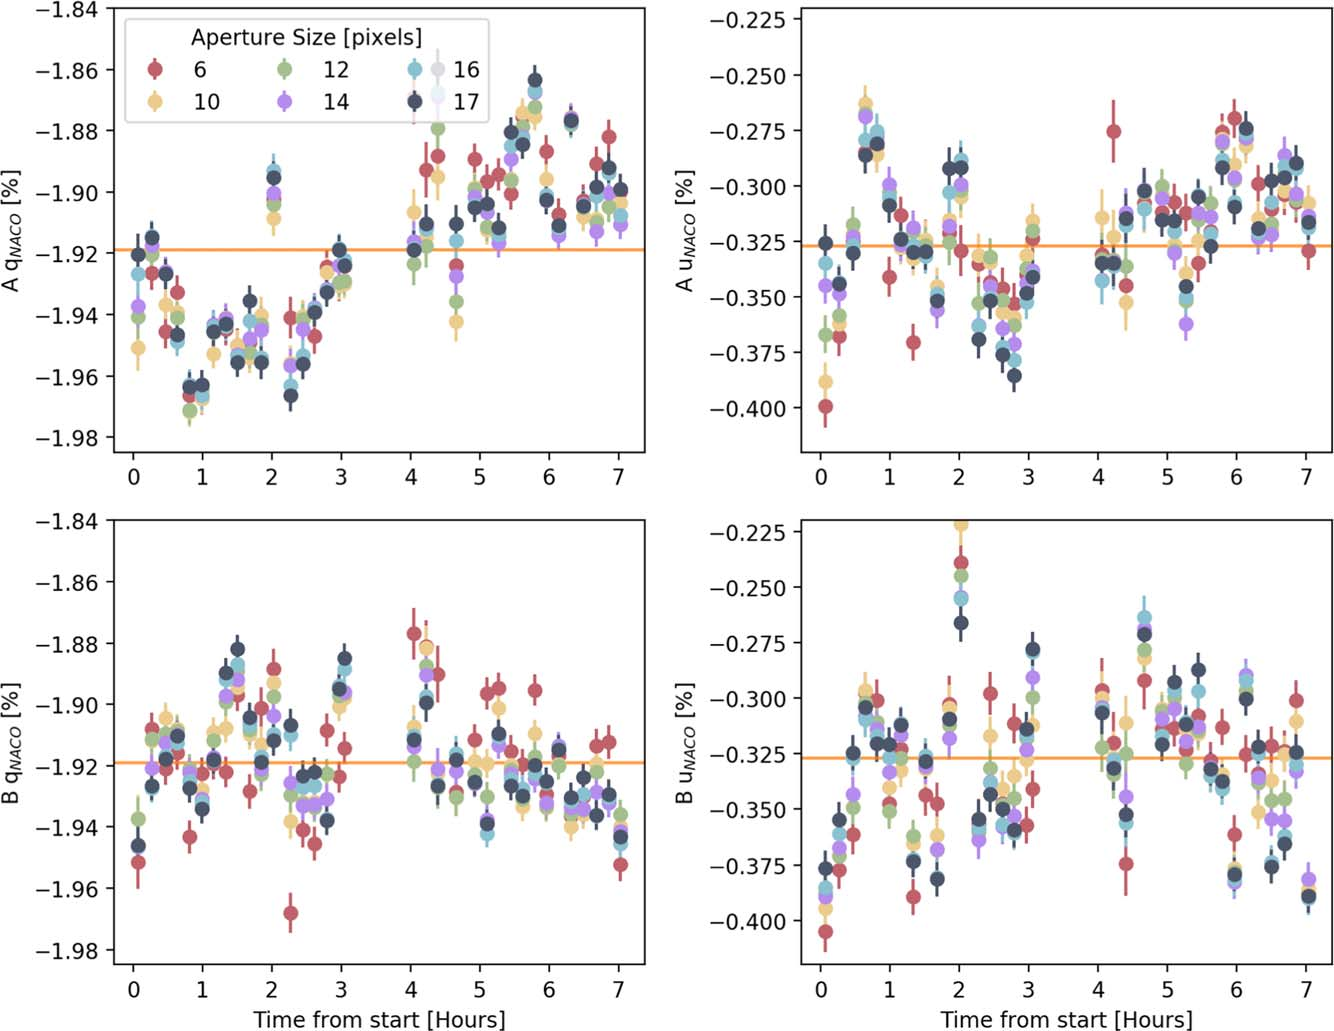 Aperture Size [pixels]
6 12 16
10 14 17
A qNACO [%]
−1.84
−1.86
−1.88
−1.90
−1.92
−1.94
−1.96
−1.98
0 1 2 3 4 5 6 7
A uNACO [%]
−0.225
−0.250
−0.275
−0.300
−0.325
−0.350
−0.375
−0.400
0 1 2 3 4 5 6 7
B qNACO [%]
−1.84
−1.86
−1.88
−1.90
−1.92
−1.94
−1.96
−1.98
0 1 2 3 4 5 6 7
Time from start [Hours]
B uNACO [%]
−0.225
−0.250
−0.275
−0.300
−0.325
−0.350
−0.375
−0.400
0 1 2 3 4 5 6 7
Time from start [Hours]